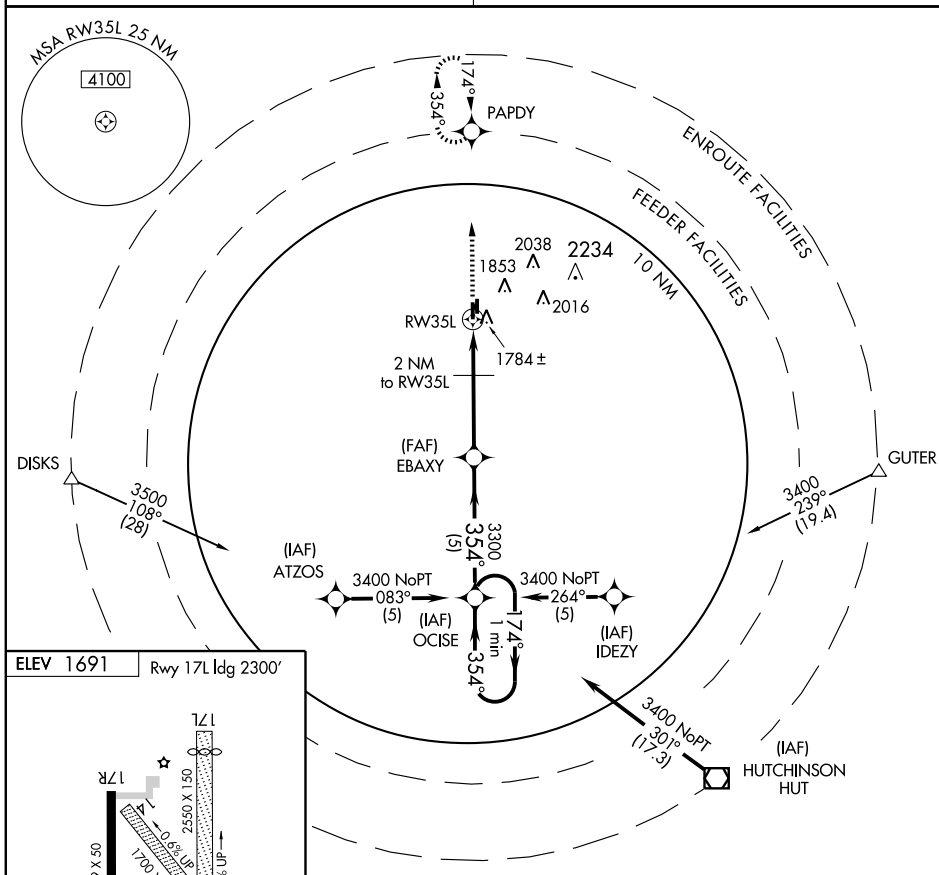 MSA RW35L 25 NM
4100
174°
354°
PAPDY
ENROUTE FACILITIES
FEEDER FACILITIES
10 NM
2038
2234
1853
2016
RW35L
1784 ±
2 NM
to RW35L
(FAF)
EBAXY
DISKS
3500
108°
(28)
GUTER
3400
239°
(19.4)
3300
354°
(5)
(IAF)
ATZOS
3400 NoPT
083°
(5)
(IAF)
OCISE
3400 NoPT
264°
(5)
(IAF)
IDEZY
174°
1 min
354°
3400 NoPT
301°
(17.3)
(IAF)
HUTCHINSON
HUT
ELEV 1691
Rwy 17L ldg 2300'
17L
17R
2550 X 150
0.6% UP
UP
1700
X 50